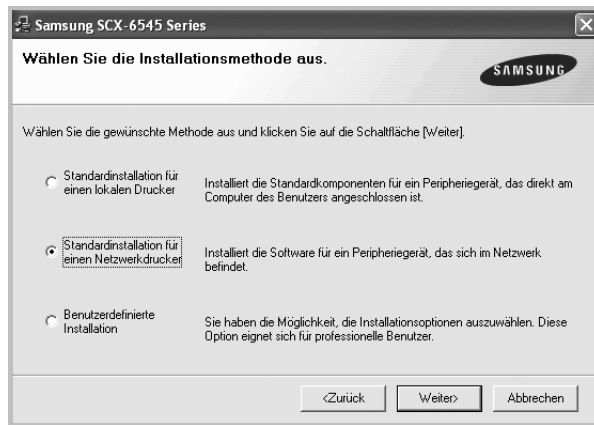 Samsung SCX-6545 Series
Wählen Sie die Installationsmethode aus.
SAMSUNG
Wählen Sie die gewünschte Methode aus und klicken Sie auf die Schaltfläche [Weiter].
Standardinstallation für
einen lokalen Drucker
Installiert die Standardkomponenten für ein Peripheriegerät, das direkt am
Computer des Benutzers angeschlossen ist.
Standardinstallation für
einen Netzwerkdrucker
Installiert die Software für ein Peripheriegerät, das sich im Netzwerk
befindet.
Benutzerdefinierte
Installation
Sie haben die Möglichkeit, die Installationsoptionen auszuwählen. Diese
Option eignet sich für professionelle Benutzer.
<Zurück
Weiter>
Abbrechen